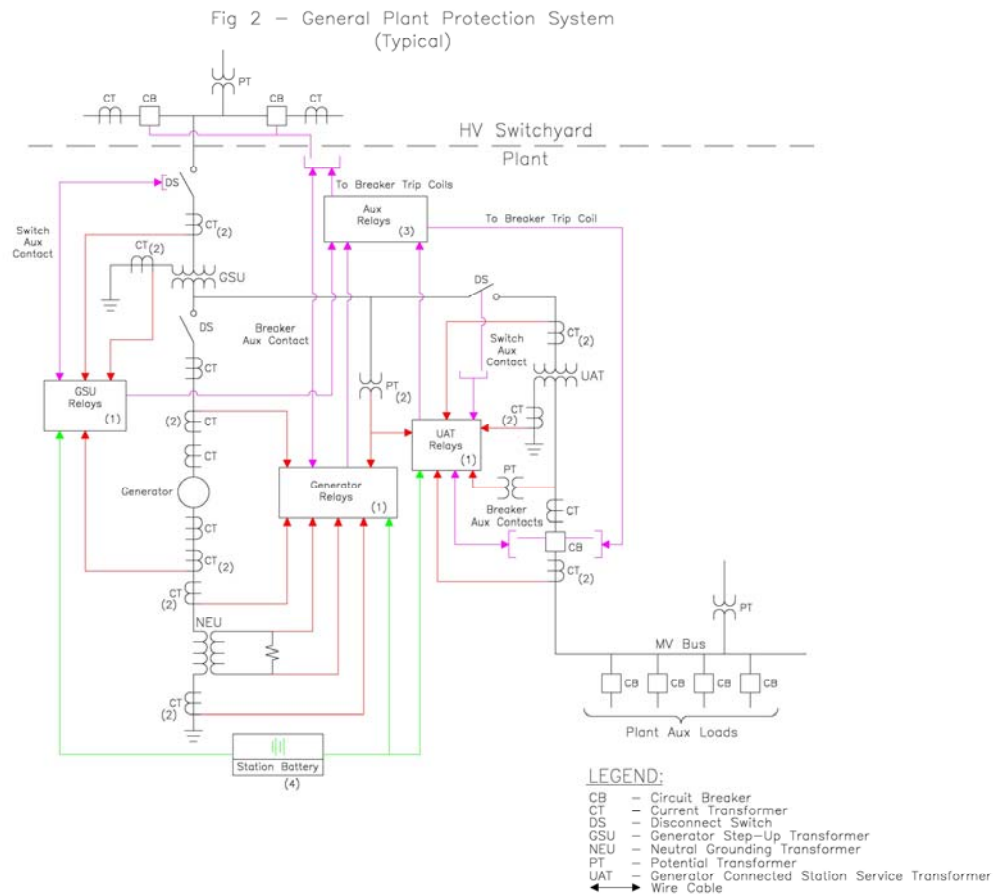 Fig 2 – General Plant Protection System
(Typical)
PT
CT
CB
CB
CT
HV Switchyard
Plant
DS
To Breaker Trip Coils
Aux
Relays
(3)
To Breaker Trip Coil
Switch
Aux
Contact
CT
(2)
CT
(2)
GSU
DS
DS
Breaker
Aux Contact
Switch
Aux
Contact
CT
(2)
UAT
CT
GSU
Relays
(1)
PT
(2)
CT
(2)
(2)
CT
UAT
Relays
(1)
CT
PT
Generator
Generator
Relays
(1)
Breaker
Aux Contacts
CT
CT
CB
CT
(2)
CT
(2)
CT
(2)
PT
NEU
MV Bus
CB
CB
CB
CB
CT
(2)
Plant Aux Loads
Station Battery
(4)
LEGEND:
CB – Circuit Breaker
CT – Current Transformer
DS – Disconnect Switch
GSU – Generator Step-Up Transformer
NEU – Neutral Grounding Transformer
PT – Potential Transformer
UAT – Generator Connected Station Service Transformer
Wire Cable